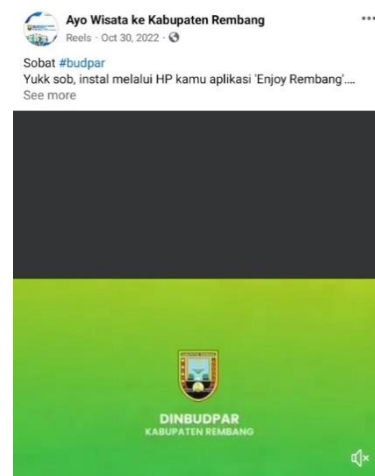 Ayo Wisata ke Kabupaten Rembang
Reels · Oct 30, 2022 ·
Sobat #budpar
Yukk sob, instal melalui HP kamu aplikasi 'Enjoy Rembang'....
See more
DINBUDPAR
KABUPATEN REMBANG